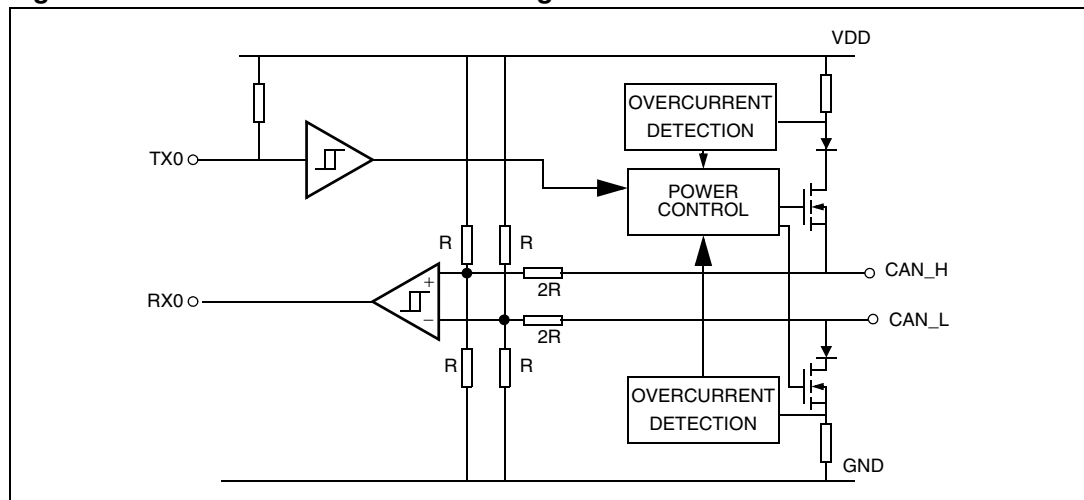 VDD
OVERCURRENT
DETECTION
TX0
POWER
CONTROL
R
R
CAN_H
+
2R
RX0
−
CAN_L
2R
R
R
OVERCURRENT
DETECTION
GND